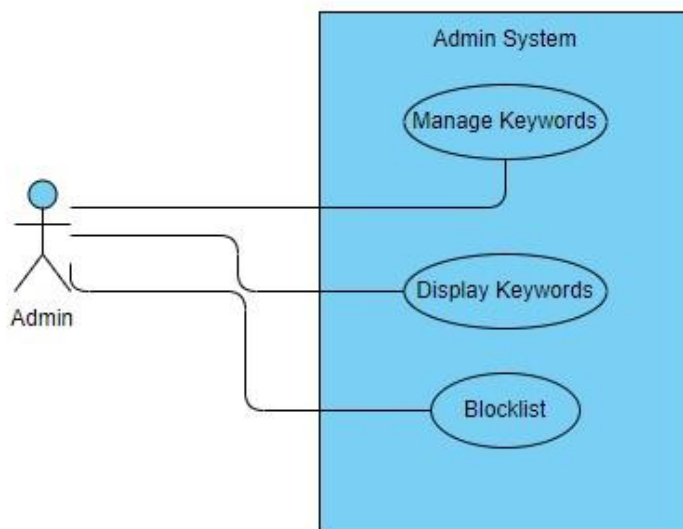 Admin System
Manage Keywords
Display Keywords
Admin
Blocklist